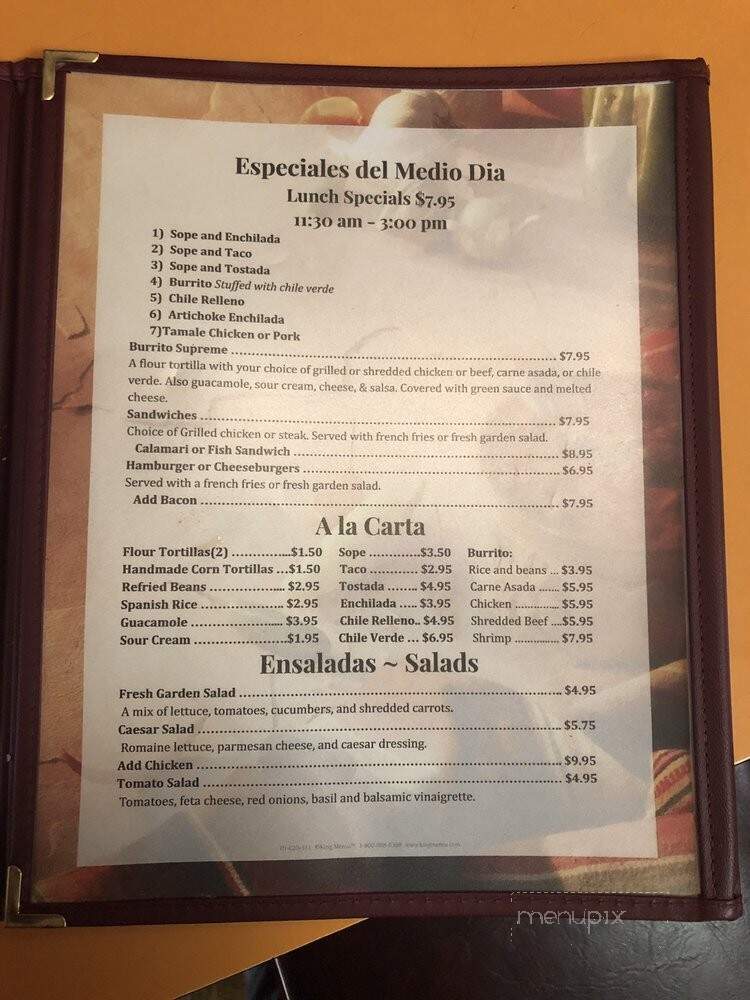 Especiales del Medio Dia
Lunch Specials $7.95
11:30 am – 3:00 pm
1) Sope and Enchilada
2) Sope and Taco
3) Sope and Tostada
4) Burrito Stuffed with chile verde
5) Chile Relleno
6) Artichoke Enchilada
7)Tamale Chicken or Pork
Burrito Supreme ........ $7.95
A flour tortilla with your choice of grilled or shredded chicken or beef, carne asada, or chile
verde. Also guacamole, sour cream, cheese, & salsa. Covered with green sauce and melted
cheese.
Sandwiches ........ $7.95
Choice of Grilled chicken or steak. Served with french fries or fresh garden salad.
Calamari or Fish Sandwich ........ $8.95
Hamburger or Cheeseburgers ........ $6.95
Served with a french fries or fresh garden salad.
Add Bacon ........ $7.95
A la Carta
Flour Tortillas(2) ........$1.50
Handmade Corn Tortillas ...$1.50
Refried Beans ........ $2.95
Spanish Rice ........ $2.95
Guacamole ........ $3.95
Sour Cream ........$1.95
Sope ........$3.50
Taco ........ $2.95
Tostada ........ $4.95
Enchilada ..... $3.95
Chile Relleno.. $4.95
Chile Verde ... $6.95
Burrito:
Rice and beans ... $3.95
Carne Asada ....... $5.95
Chicken ........ $5.95
Shredded Beef ....$5.95
Shrimp ........ $7.95
Ensaladas ~ Salads
Fresh Garden Salad ........ $4.95
A mix of lettuce, tomatoes, cucumbers, and shredded carrots.
Caesar Salad ........ $5.75
Romaine lettuce, parmesan cheese, and caesar dressing.
Add Chicken ........ $9.95
Tomato Salad ........ $4.95
Tomatoes, feta cheese, red onions, basil and balsamic vinaigrette.
menupix